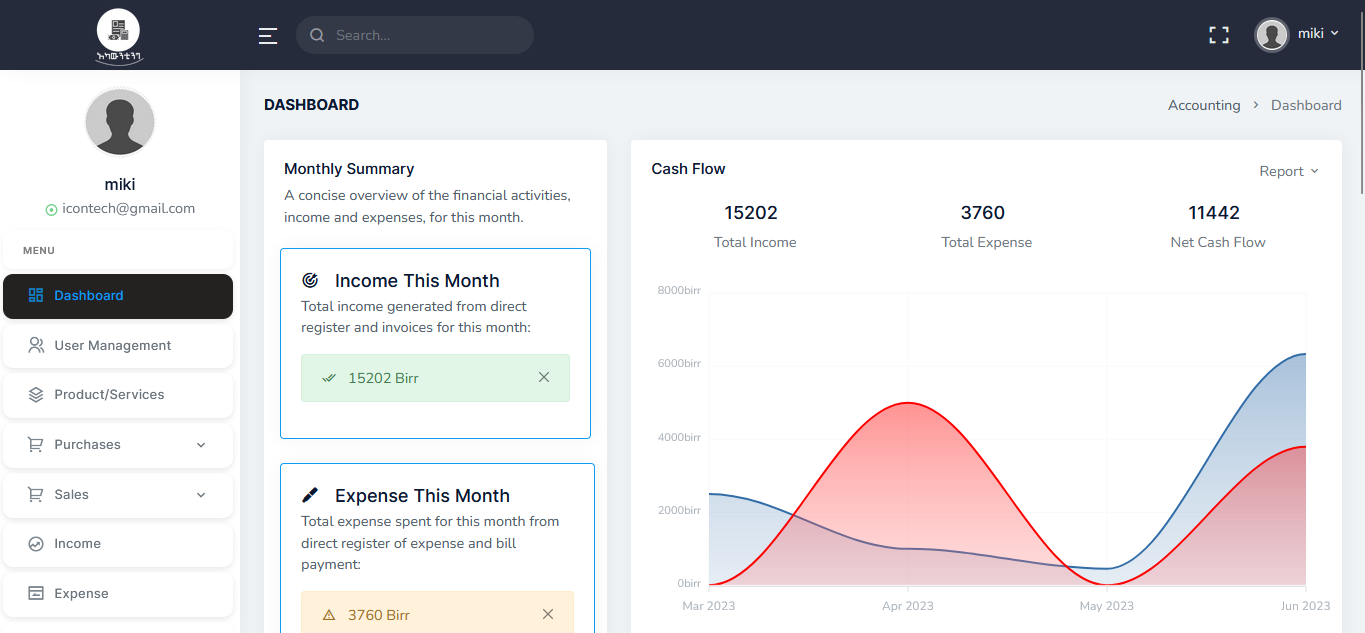 አካውንቲንግ
Search...
miki
miki
icontech@gmail.com
MENU
Dashboard
User Management
Product/Services
Purchases
Sales
Income
Expense
DASHBOARD
Accounting > Dashboard
Monthly Summary
A concise overview of the financial activities,
income and expenses, for this month.
Income This Month
Total income generated from direct
register and invoices for this month:
15202 Birr
Expense This Month
Total expense spent for this month from
direct register of expense and bill
payment:
3760 Birr
Cash Flow
Report
15202
Total Income
3760
Total Expense
11442
Net Cash Flow
8000birr
6000birr
4000birr
2000birr
0birr
Mar 2023
Apr 2023
May 2023
Jun 2023